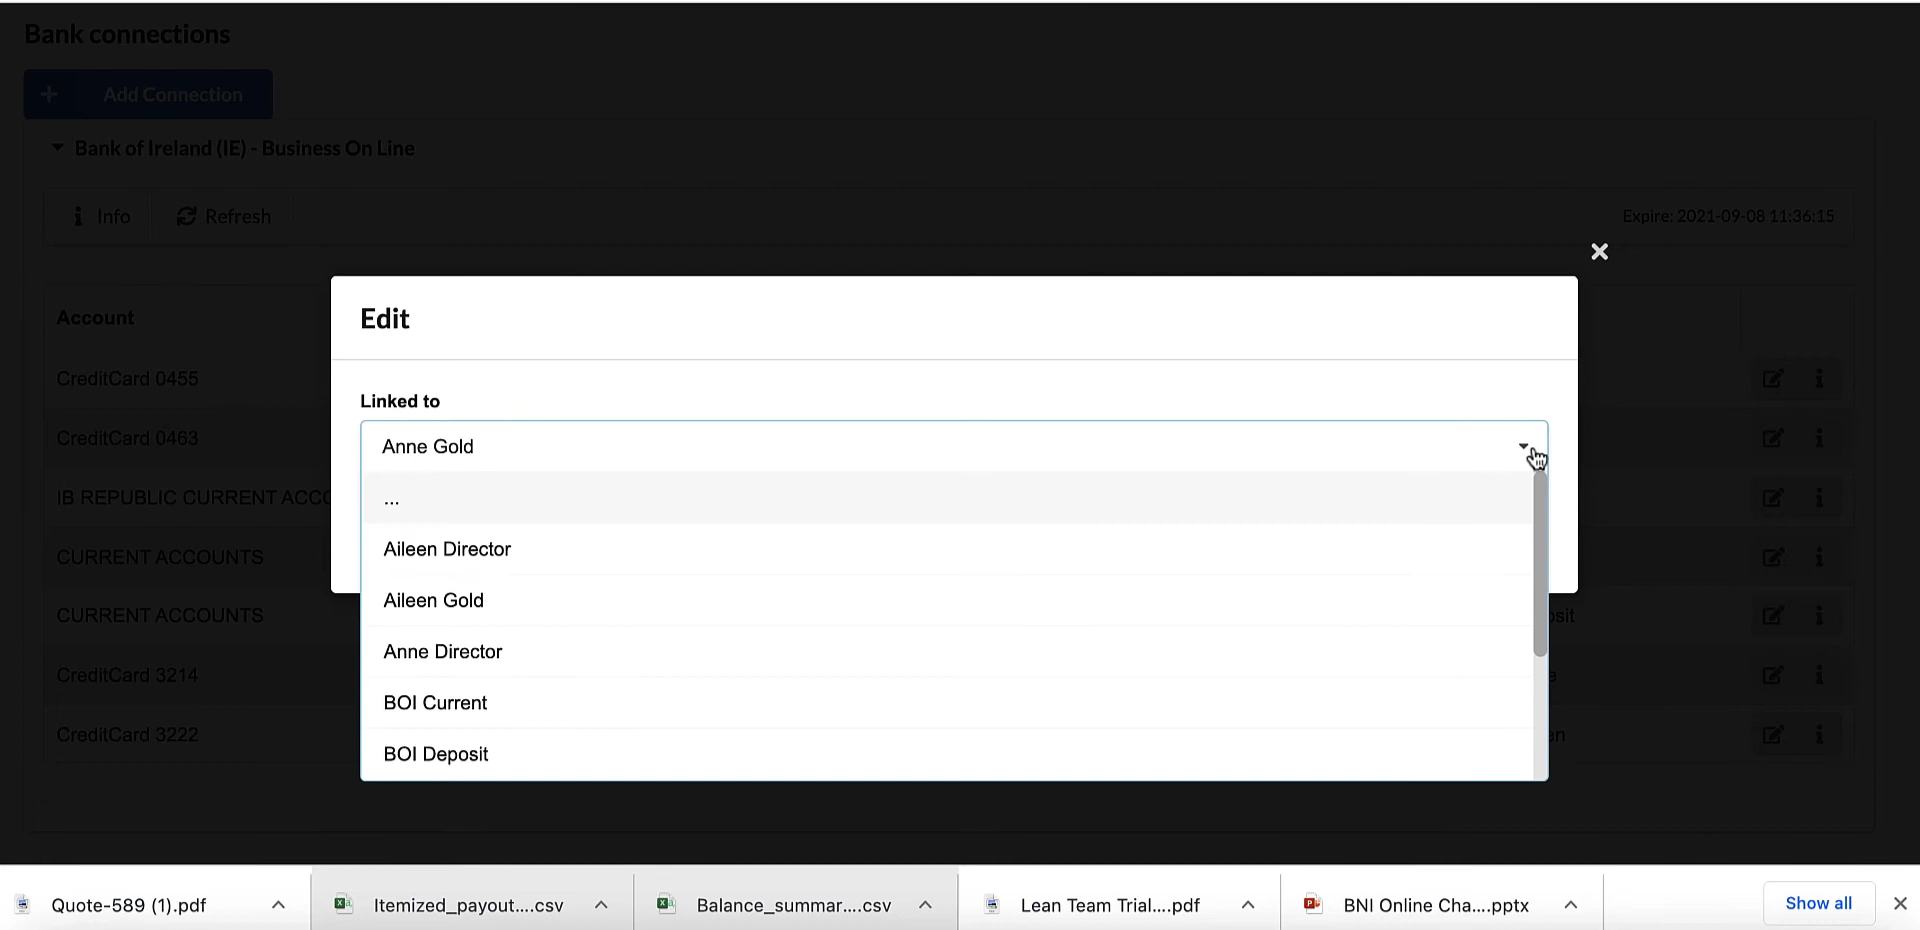 Bank connections
+ Add Connection
Bank of Ireland (IE) - Business On Line
Info
Refresh
Expire: 2021-09-08 11:36:15
Edit
Account
Linked to
Anne Gold
...
Aileen Director
Aileen Gold
Anne Director
BOI Current
BOI Deposit
CreditCard 0455
CreditCard 0463
IB REPUBLIC CURRENT ACCO
CURRENT ACCOUNTS
CURRENT ACCOUNTS
CreditCard 3214
CreditCard 3222
Quote-589 (1).pdf
Itemized_payout....csv
Balance_summar....csv
Lean Team Trial....pdf
BNI Online Cha....pptx
Show all